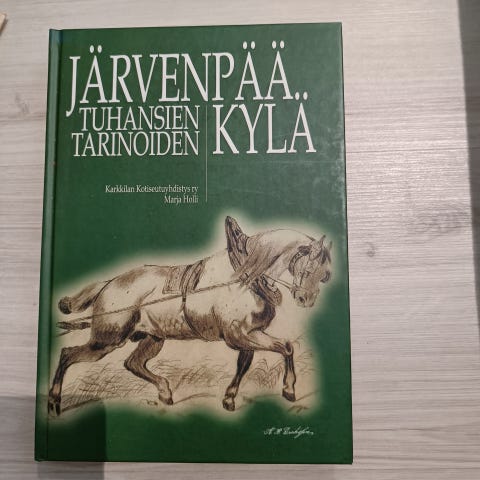 JÄRVENPÄÄ
TUHANSIEN
TARINOIDEN
KYLÄ
Karkkilan Kotiseutuyhdistys ry
Marja Holli